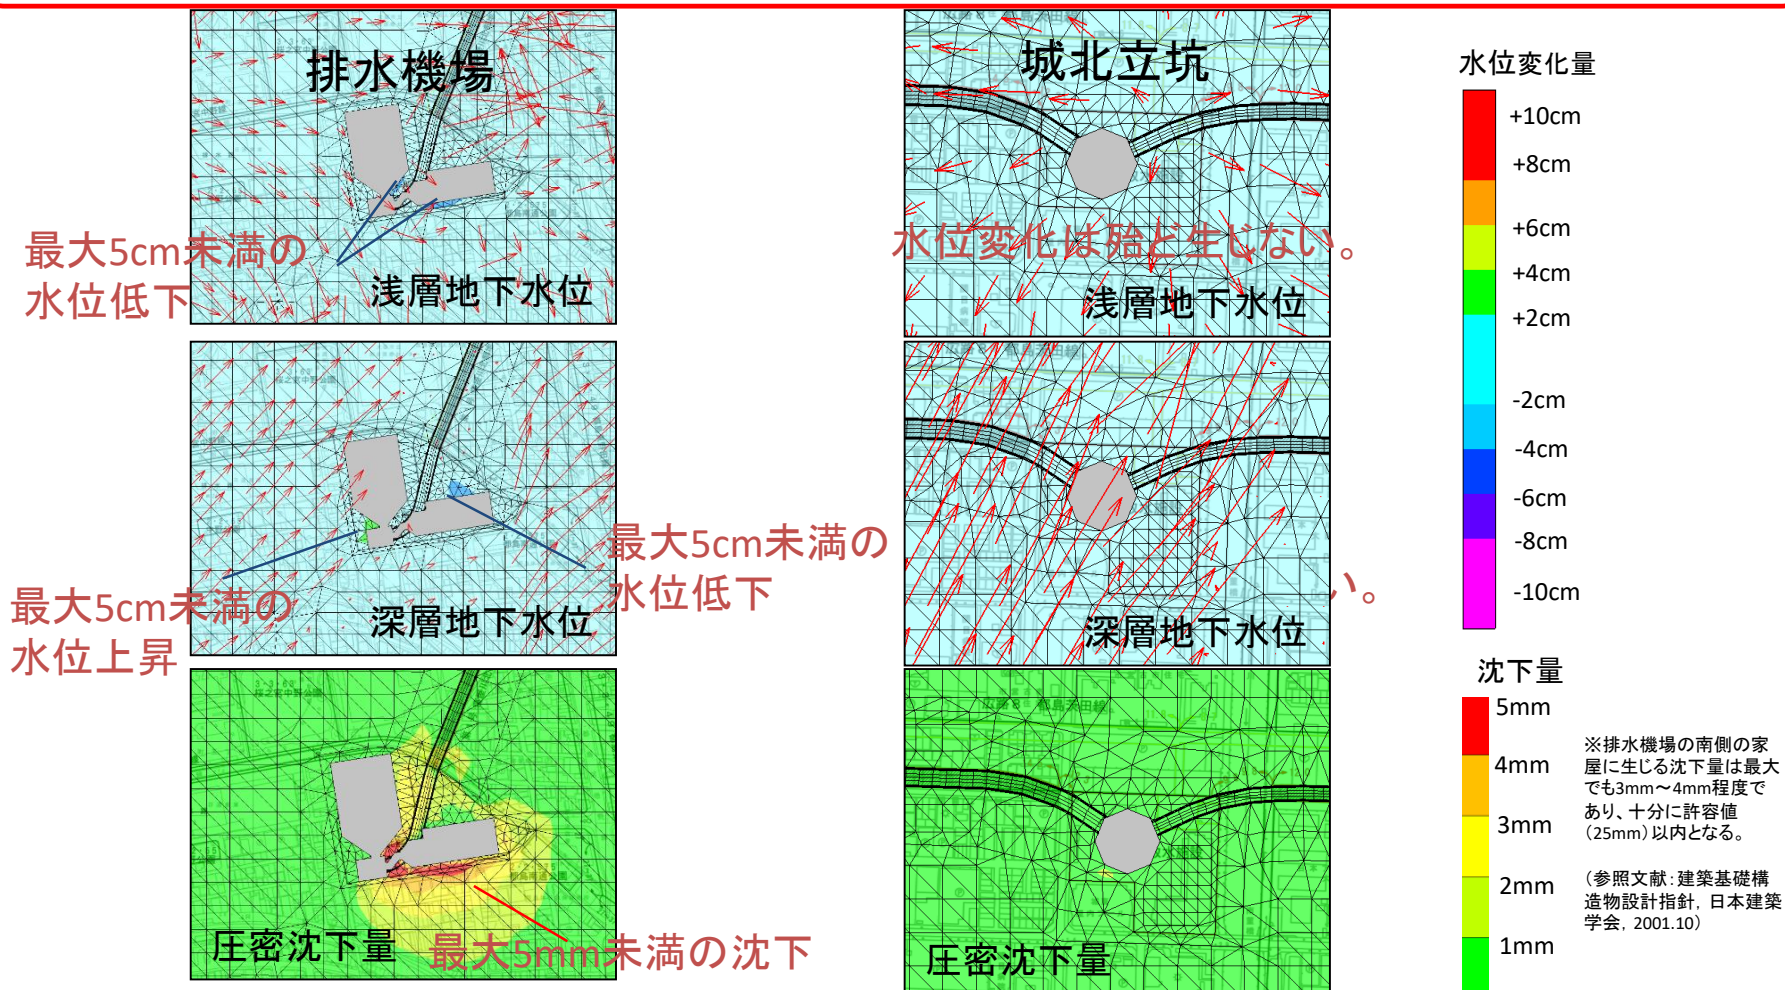 排水機場
最大5cm未満の
水位低下
浅層地下水位
城北立坑
水位変化は殆ど生じない。
浅層地下水位
最大5cm未満の
水位上昇
最大5cm未満の
水位低下
深層地下水位
い。
深層地下水位
圧密沈下量
最大5mm未満の沈下
圧密沈下量
水位変化量
+10cm
+8cm
+6cm
+4cm
+2cm
-2cm
-4cm
-6cm
-8cm
-10cm
沈下量
5mm
4mm
3mm
2mm
1mm
※排水機場の南側の家
屋に生じる沈下量は最大
でも3mm～4mm程度で
あり、十分に許容値
（25mm）以内となる。
（参照文献：建築基礎構
造物設計指針，日本建築
学会，2001.10）